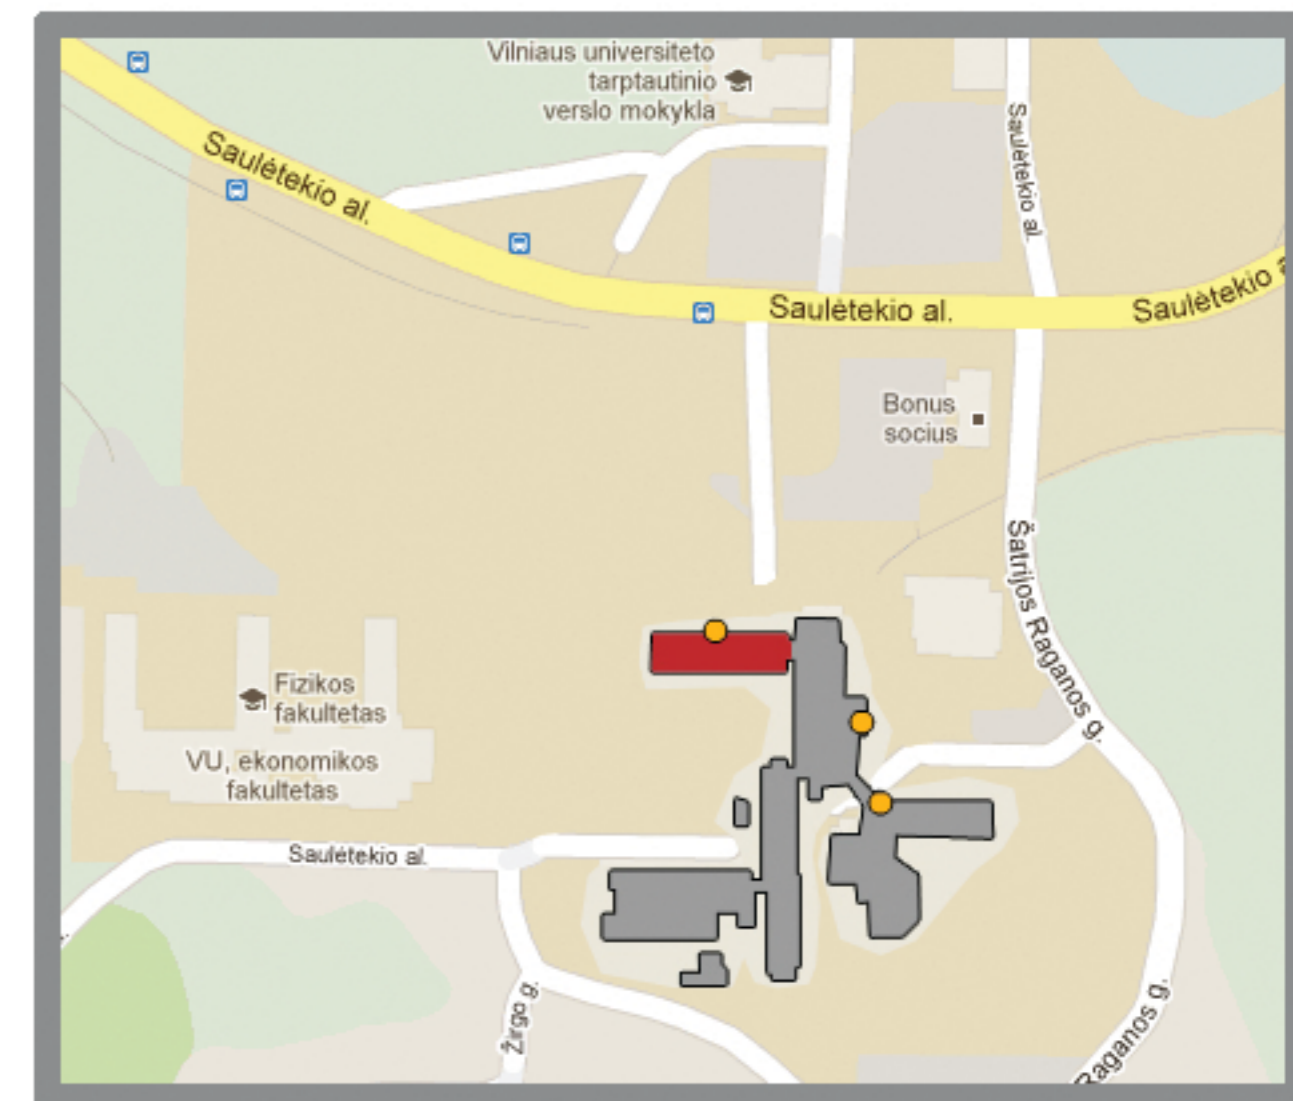 Vilniaus universiteto
tarptautinio
verslo mokykla
Saulėtekio al.
Saulėtekio al.
Saulėtekio al.
Saulėtekio a
Bonus
socius
Šatrijos Raganos g.
Fizikos
fakultetas
VU, ekonomikos
fakultetas
Saulėtekio al.
Žirgo g.
Raganos g.